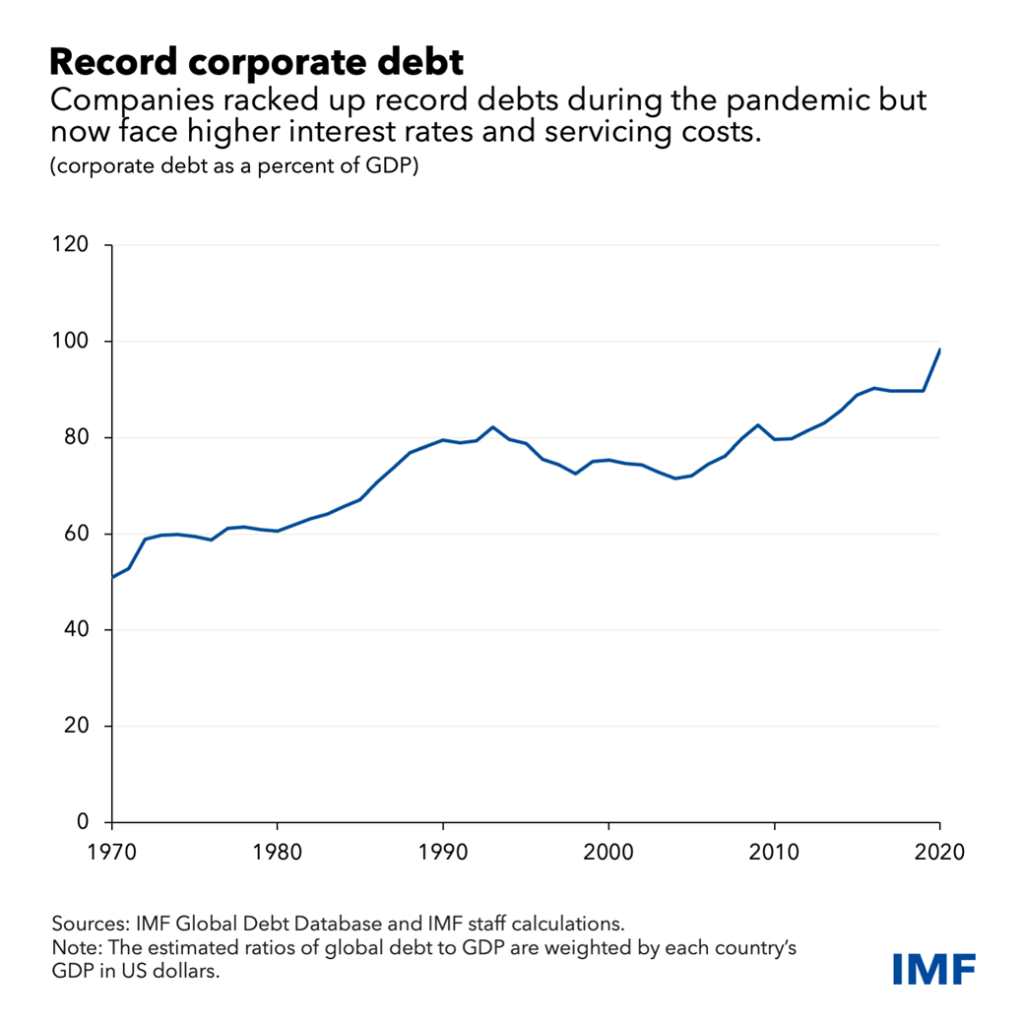 Record corporate debt
Companies racked up record debts during the pandemic but
now face higher interest rates and servicing costs.
(corporate debt as a percent of GDP)
120
100
80
60
40
20
0
1970 1980 1990 2000 2010 2020
Sources: IMF Global Debt Database and IMF staff calculations.
Note: The estimated ratios of global debt to GDP are weighted by each country’s
GDP in US dollars.
IMF